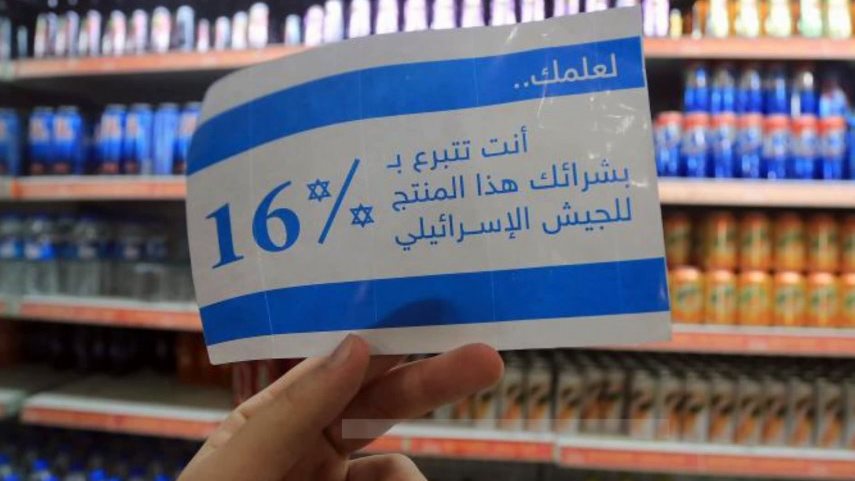 لعلمك..
أنت تتبرع بـ
16%
بشرائك هذا المنتج
للجيش الإسرائيلي